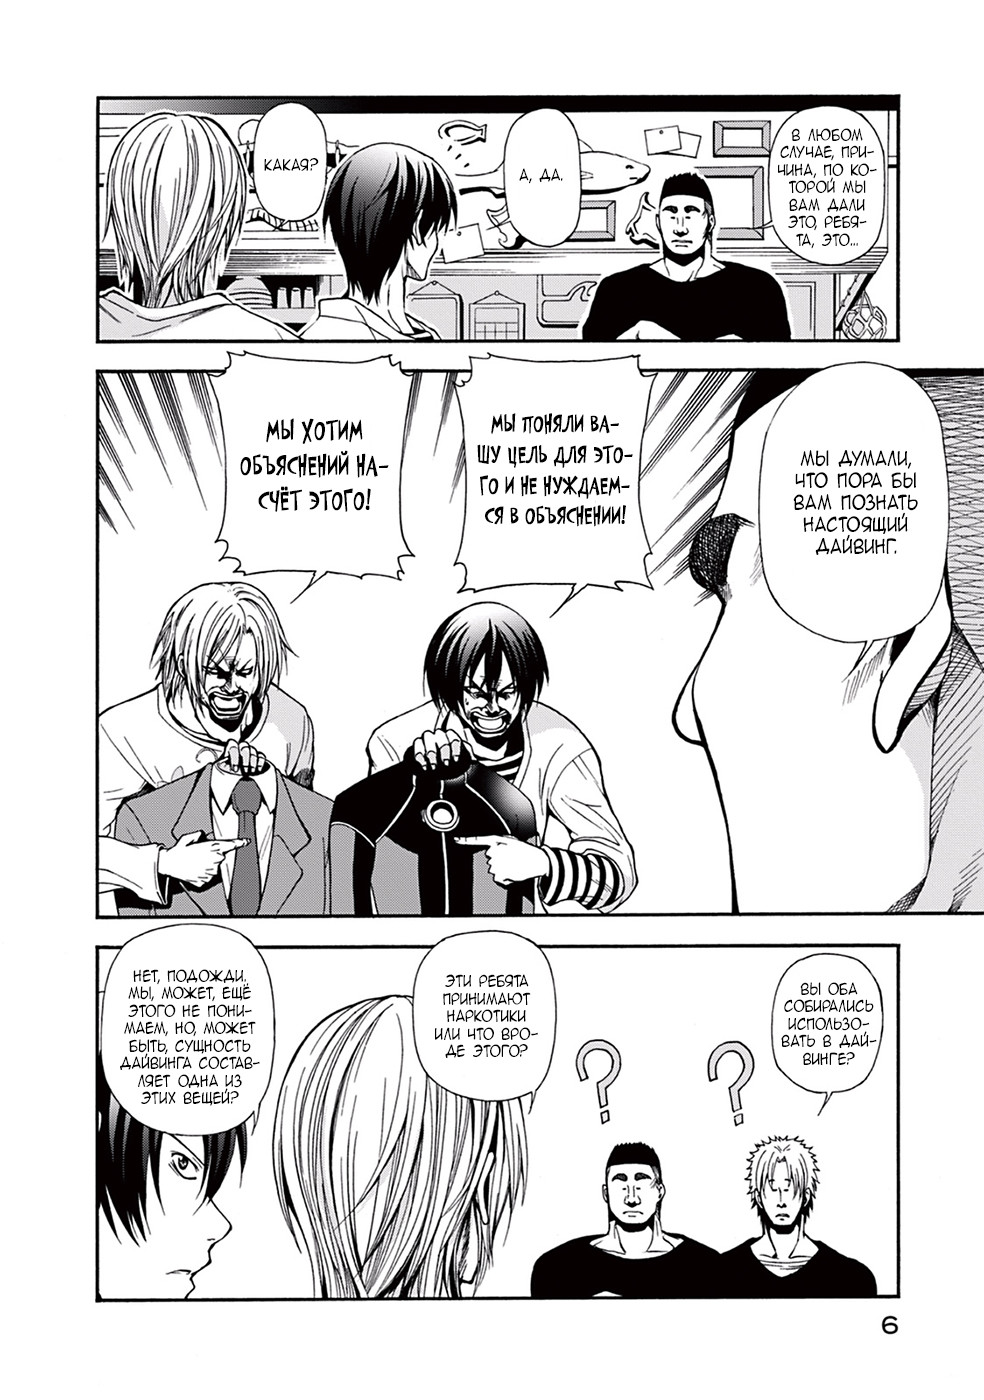 В ЛЮБОМ
СЛУЧАЕ, ПРИ-
ЧИНА, ПО КО-
ТОРОЙ МЫ
ВАМ ДАЛИ
ЭТО, РЕБЯ-
ТА, ЭТО...
А, ДА.
КАКАЯ?
МЫ ДУМАЛИ,
ЧТО ПОРА БЫ
ВАМ ПОЗНАТЬ
НАСТОЯЩИЙ
ДАЙВИНГ.
МЫ ПОНЯЛИ ВА-
ШУ ЦЕЛЬ ДЛЯ ЭТО-
ГО И НЕ НУЖДАЕМ-
СЯ В ОБЪЯСНЕНИИ!
МЫ ХОТИМ
ОБЪЯСНЕНИЙ НА-
СЧЁТ ЭТОГО!
ВЫ ОБА
СОБИРАЛИСЬ
ИСПОЛЬЗО-
ВАТЬ В ДАЙ-
ВИНГЕ?
?
?
ЭТИ РЕБЯТА
ПРИНИМАЮТ
НАРКОТИКИ
ИЛИ ЧТО ВРО-
ДЕ ЭТОГО?
НЕТ, ПОДОЖДИ.
МЫ, МОЖЕТ, ЕЩЁ
ЭТОГО НЕ ПОНИ-
МАЕМ, НО, МОЖЕТ
БЫТЬ, СУЩНОСТЬ
ДАЙВИНГА СОСТАВ-
ЛЯЕТ ОДНА ИЗ
ЭТИХ ВЕЩЕЙ?
6